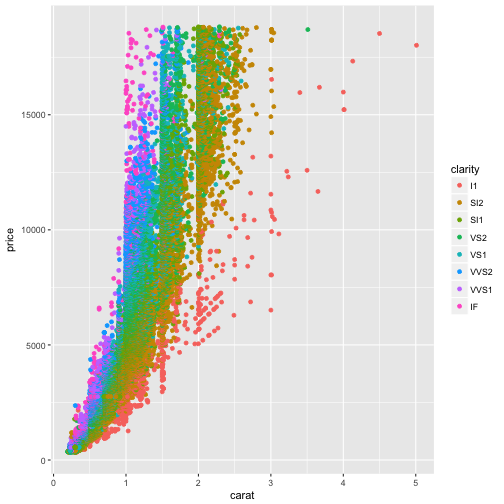 price
15000
10000
5000
0
0
1
2
3
4
5
carat
clarity
I1
SI2
SI1
VS2
VS1
VVS2
VVS1
IF